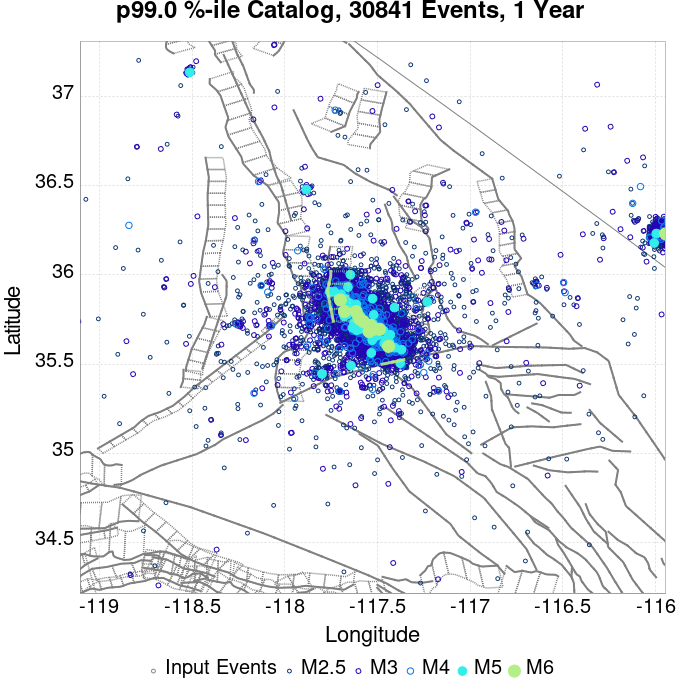 p99.0 %-ile Catalog, 30841 Events, 1 Year
37
36.5
36
35.5
35
34.5
Latitude
-119 -118.5 -118 -117.5 -117 -116.5 -116
Longitude
Input Events M2.5 M3 M4 M5 M6